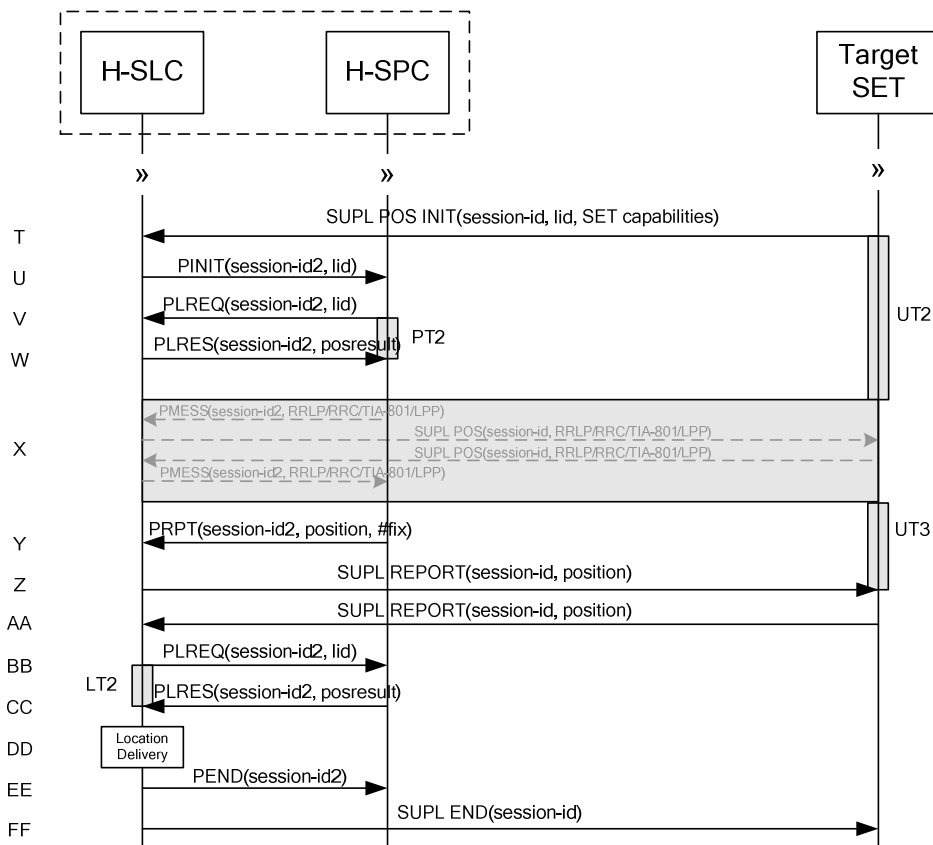 H-SLC
H-SPC
Target
SET
»
»
»
T
SUPL POS INIT(session-id, lid, SET capabilities)
U
PINIT(session-id2, lid)
V
PLREQ(session-id2, lid)
UT2
PT2
W
PLRES(session-id2, posresult)
PMESS(session-id2, RRLP/RRC/TIA-801/LPP)
SUPL POS(session-id, RRLP/RRC/TIA-801/LPP)
X
SUPL POS(session-id, RRLP/RRC/TIA-801/LPP)
PMESS(session-id2, RRLP/RRC/TIA-801/LPP)
PRPT(session-id2, position, #fix)
UT3
Y
SUPL REPORT(session-id, position)
Z
SUPL REPORT(session-id, position)
AA
PLREQ(session-id2, lid)
BB
LT2
PLRES(session-id2, posresult)
CC
Location
Delivery
DD
PEND(session-id2)
EE
SUPL END(session-id)
FF